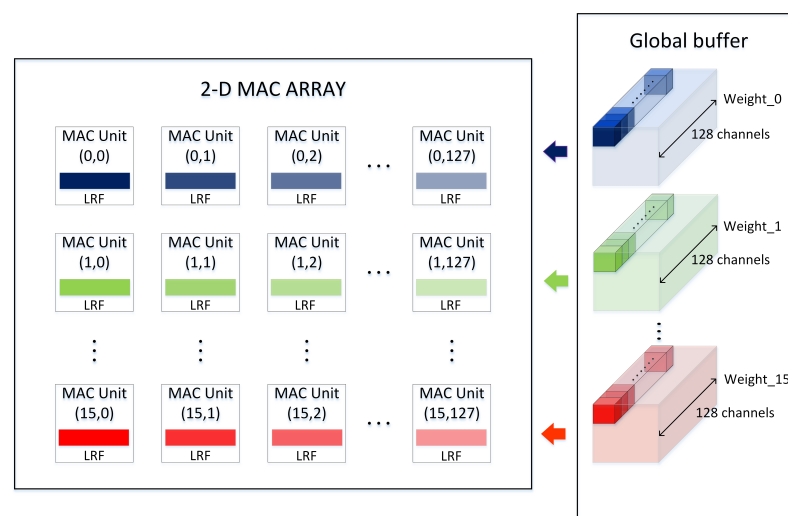 Global buffer
2-D MAC ARRAY
Weight_0
128 channels
MAC Unit (0,0)
LRF
MAC Unit (0,1)
LRF
MAC Unit (0,2)
LRF
...
MAC Unit (0,127)
LRF
Weight_1
128 channels
MAC Unit (1,0)
LRF
MAC Unit (1,1)
LRF
MAC Unit (1,2)
LRF
...
MAC Unit (1,127)
LRF
Weight_15
128 channels
MAC Unit (15,0)
LRF
MAC Unit (15,1)
LRF
MAC Unit (15,2)
LRF
...
MAC Unit (15,127)
LRF